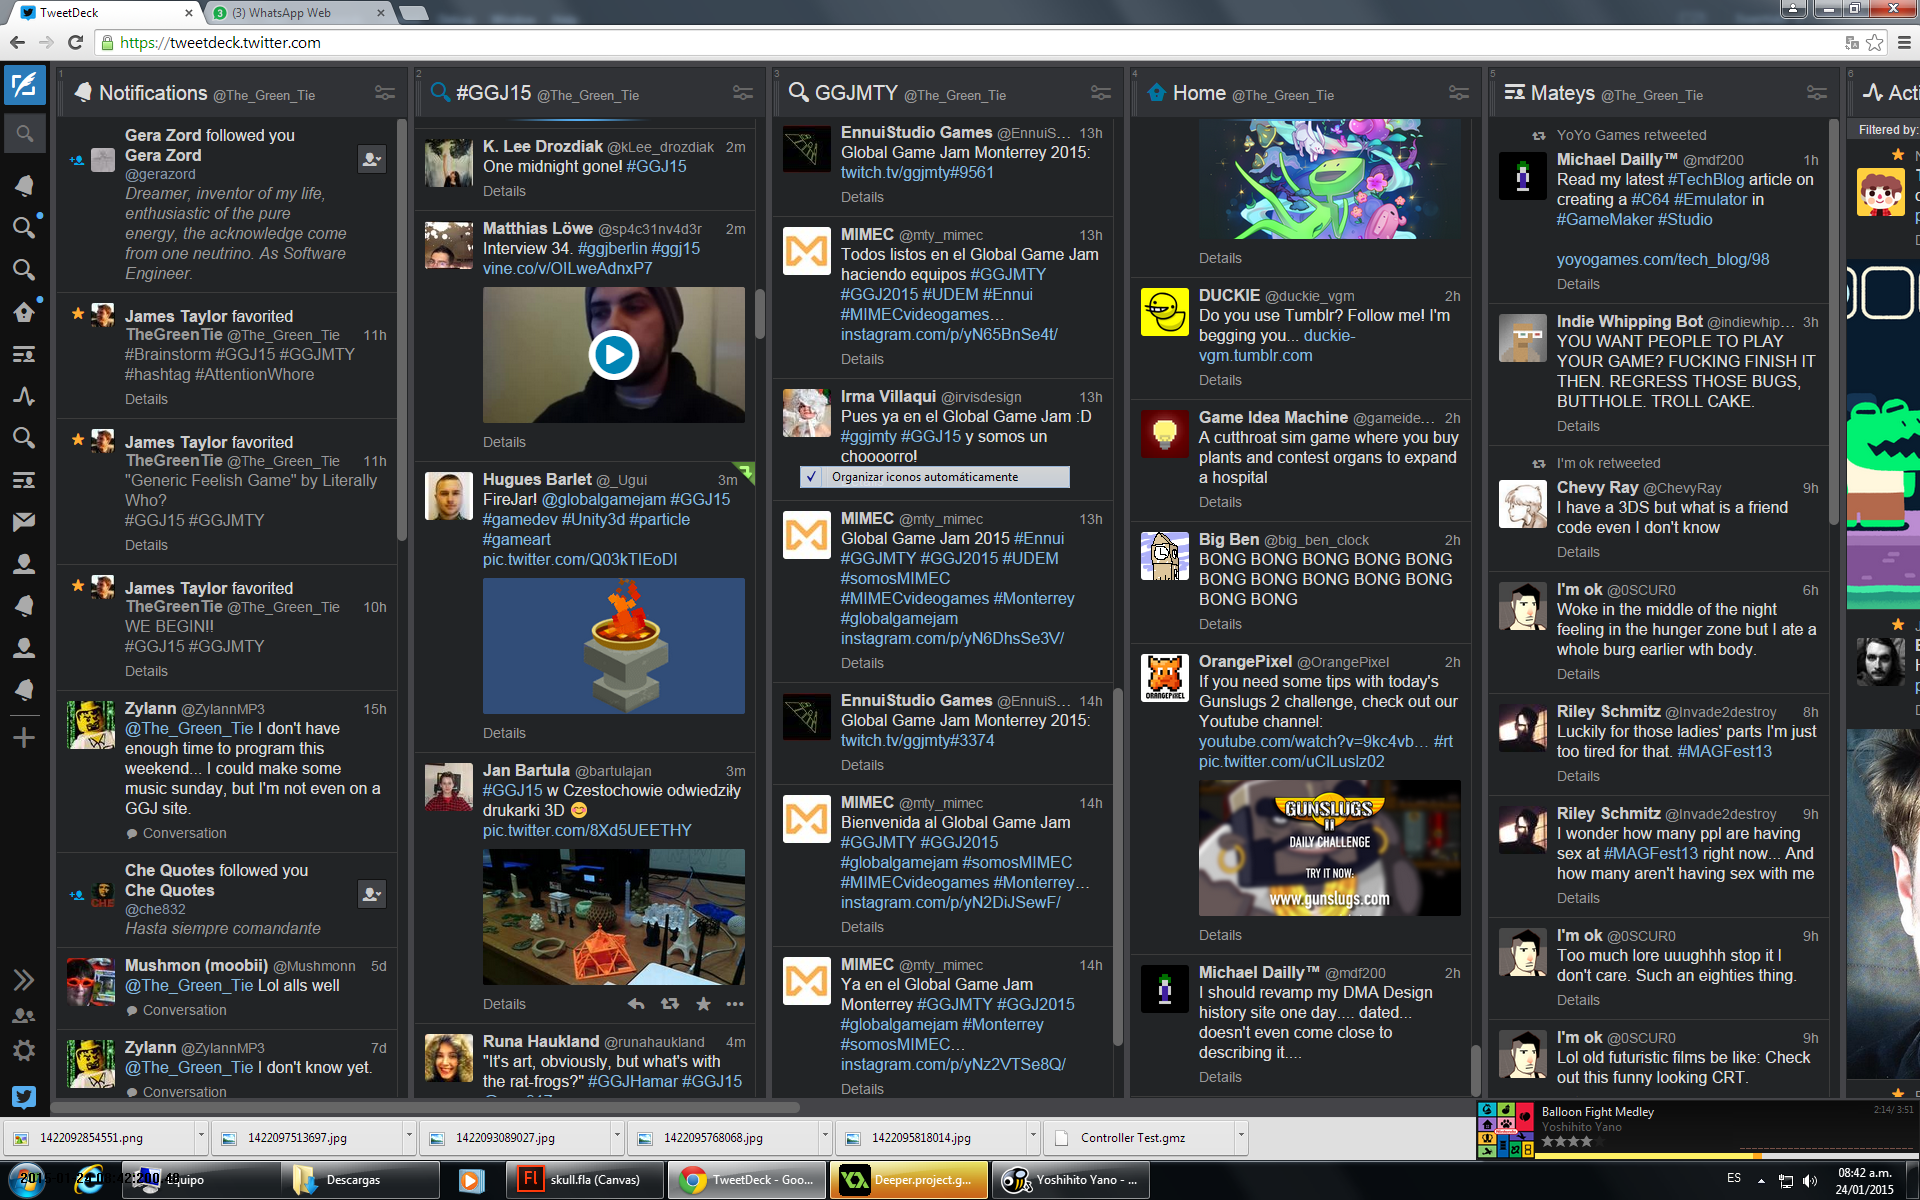 TweetDeck
(3) WhatsApp Web
https://tweetdeck.twitter.com
1
Notifications @The_Green_Tie
Gera Zord followed you
Gera Zord
@gerazord
Dreamer, inventor of my life,
enthusiastic of the pure
energy, the acknowledge come
from one neutrino. As Software
Engineer.
James Taylor favorited
TheGreenTie @The_Green_Tie 11h
#Brainstorm #GGJ15 #GGJMTY
#hashtag #AttentionWhore
Details
James Taylor favorited
TheGreenTie @The_Green_Tie 11h
"Generic Feelish Game" by Literally
Who?
#GGJ15 #GGJMTY
Details
James Taylor favorited
TheGreenTie @The_Green_Tie 10h
WE BEGIN!!
#GGJ15 #GGJMTY
Details
Zylann @ZylannMP3 15h
@The_Green_Tie I don't have
enough time to program this
weekend... I could make some
music sunday, but I'm not even on a
GGJ site.
Conversation
Che Quotes followed you
Che Quotes
@che832
Hasta siempre comandante
Mushmon (moobii) @Mushmonn 5d
@The_Green_Tie Lol alls well
Conversation
Zylann @ZylannMP3 7d
@The_Green_Tie I don't know yet.
Conversation
2
#GGJ15 @The_Green_Tie
K. Lee Drozdiak @kLee_drozdiak 2m
One midnight gone! #GGJ15
Details
Matthias Löwe @sp4c31nv4d3r 2m
Interview 34. #ggjberlin #ggj15
vine.co/v/OILweAdnxP7
Details
Hugues Barlet @_Ugui 3m
FireJar! @globalgamejam #GGJ15
#gamedev #Unity3d #particle
#gameart
pic.twitter.com/Q03kTIEoDI
Details
Jan Bartula @bartulajan 3m
#GGJ15 w Czestochowie odwiedziły
drukarki 3D 😊
pic.twitter.com/8Xd5UEETHY
Details
Runa Haukland @runahaukland 4m
"It's art, obviously, but what's with
the rat-frogs?" #GGJHamar #GGJ15
3
GGJMTY @The_Green_Tie
EnnuiStudio Games @EnnuiS... 13h
Global Game Jam Monterrey 2015:
twitch.tv/ggjmty#9561
Details
MIMEC @mty_mimec 13h
Todos listos en el Global Game Jam
haciendo equipos #GGJMTY
#GGJ2015 #UDEM #Ennui
#MIMECvideogames…
instagram.com/p/yN65BnSe4t/
Details
Irma Villaqui @irvisdesign 13h
Pues ya en el Global Game Jam :D
#ggjmty #GGJ15 y somos un
choooorro!
Organizar iconos automáticamente
MIMEC @mty_mimec 13h
Global Game Jam 2015 #Ennui
#GGJMTY #GGJ2015 #UDEM
#somosMIMEC
#MIMECvideogames #Monterrey
#globalgamejam
instagram.com/p/yN6DhsSe3V/
Details
EnnuiStudio Games @EnnuiS... 14h
Global Game Jam Monterrey 2015:
twitch.tv/ggjmty#3374
Details
MIMEC @mty_mimec 14h
Bienvenida al Global Game Jam
#GGJMTY #GGJ2015
#globalgamejam #somosMIMEC
#MIMECvideogames #Monterrey…
instagram.com/p/yN2DiJSewF/
Details
MIMEC @mty_mimec 14h
Ya en el Global Game Jam
Monterrey #GGJMTY #GGJ2015
#globalgamejam #Monterrey
#somosMIMEC…
instagram.com/p/yNz2VTSe8Q/
Details
4
Home @The_Green_Tie
Details
DUCKIE @duckie_vgm 2h
Do you use Tumblr? Follow me! I'm
begging you... duckie-
vgm.tumblr.com
Details
Game Idea Machine @gameide... 2h
A cutthroat sim game where you buy
plants and contest organs to expand
a hospital
Details
Big Ben @big_ben_clock 2h
BONG BONG BONG BONG BONG
BONG BONG BONG BONG BONG
BONG BONG
Details
OrangePixel @OrangePixel 2h
If you need some tips with today's
Gunslugs 2 challenge, check out our
Youtube channel:
youtube.com/watch?v=9kc4vb… #rt
pic.twitter.com/uClLuslz02
ORANGEPIXEL
GUNSLUGS
II
DAILY CHALLENGE
TRY IT NOW:
www.gunslugs.com
Details
Michael Dailly™ @mdf200 2h
I should revamp my DMA Design
history site one day.... dated...
doesn't even come close to
describing it....
Details
5
Mateys @The_Green_Tie
YoYo Games retweeted
Michael Dailly™ @mdf200 1h
Read my latest #TechBlog article on
creating a #C64 #Emulator in
#GameMaker #Studio
yoyogames.com/tech_blog/98
Details
Indie Whipping Bot @indiewhip... 3h
YOU WANT PEOPLE TO PLAY
YOUR GAME? FUCKING FINISH IT
THEN. REGRESS THOSE BUGS,
BUTTHOLE. TROLL CAKE.
Details
I'm ok retweeted
Chevy Ray @ChevyRay 9h
I have a 3DS but what is a friend
code even I don't know
Details
I'm ok @0SCUR0 6h
Woke in the middle of the night
feeling in the hunger zone but I ate a
whole burg earlier wth body.
Details
Riley Schmitz @Invade2destroy 8h
Luckily for those ladies' parts I'm just
too tired for that. #MAGFest13
Details
Riley Schmitz @Invade2destroy 9h
I wonder how many ppl are having
sex at #MAGFest13 right now... And
how many aren't having sex with me
Details
I'm ok @0SCUR0 9h
Too much lore uuughhh stop it I
don't care. Such an eighties thing.
Details
I'm ok @0SCUR0 9h
Lol old futuristic films be like: Check
out this funny looking CRT.
6
Acti
Filtered by:
Balloon Fight Medley 2:14/ 3:51
Yoshihito Yano
1422092854551.png
1422097513697.jpg
1422093089027.jpg
1422095768068.jpg
1422095818014.jpg
Controller Test.gmz
Equipo
Descargas
skull.fla (Canvas)
TweetDeck - Goo...
Deeper.project.g...
Yoshihito Yano - ...
ES
08:42 a.m.
24/01/2015